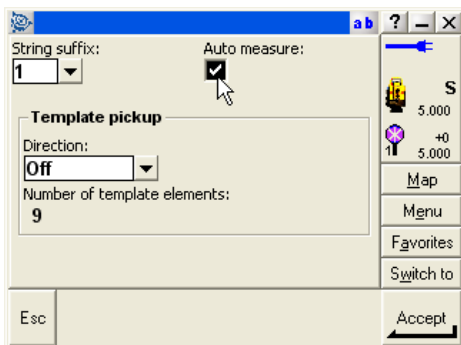 ab ? – X
String suffix: Auto measure:
1
S
5.000
Template pickup
Direction:
+0
1 5.000
Off
Map
Number of template elements:
9
Menu
Favorites
Switch to
Esc Accept